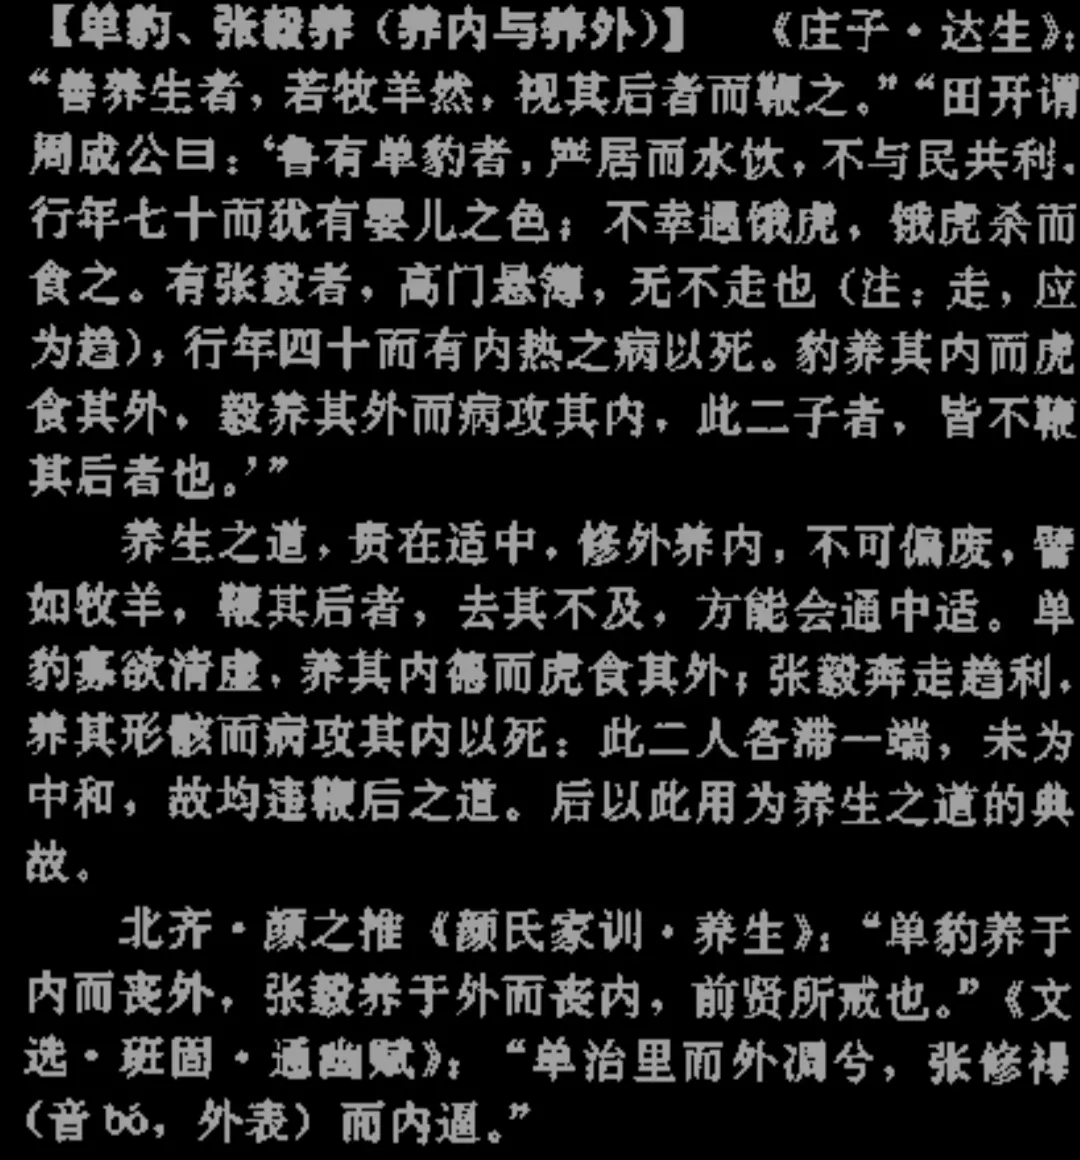 【单豹、张毅养（养内与养外）】 《庄子·达生》：
“善养生者，若牧羊然，视其后者而鞭之。”“田开谓
周成公曰：‘鲁有单豹者，岩居而水饮，不与民共利，
行年七十而犹有婴儿之色；不幸遇饿虎，饿虎杀而
食之。有张毅者，高门悬簿，无不走也（注：走，应
为趋），行年四十而有内热之病以死。豹养其内而虎
食其外，毅养其外而病攻其内，此二子者，皆不鞭
其后者也。’”
养生之道，贵在适中，修外养内，不可偏废，譬
如牧羊，鞭其后者，去其不及，方能会通中适。单
豹寡欲清虚，养其内德而虎食其外；张毅奔走趋利，
养其形骸而病攻其内以死：此二人各滞一端，未为
中和，故均违鞭后之道。后以此用为养生之道的典
故。
北齐·颜之推《颜氏家训·养生》：“单豹养于
内而丧外，张毅养于外而丧内，前贤所戒也。”《文
选·班固·通幽赋》：“单治里而外凋兮，张修襮
（音bó，外表）而内逼。”